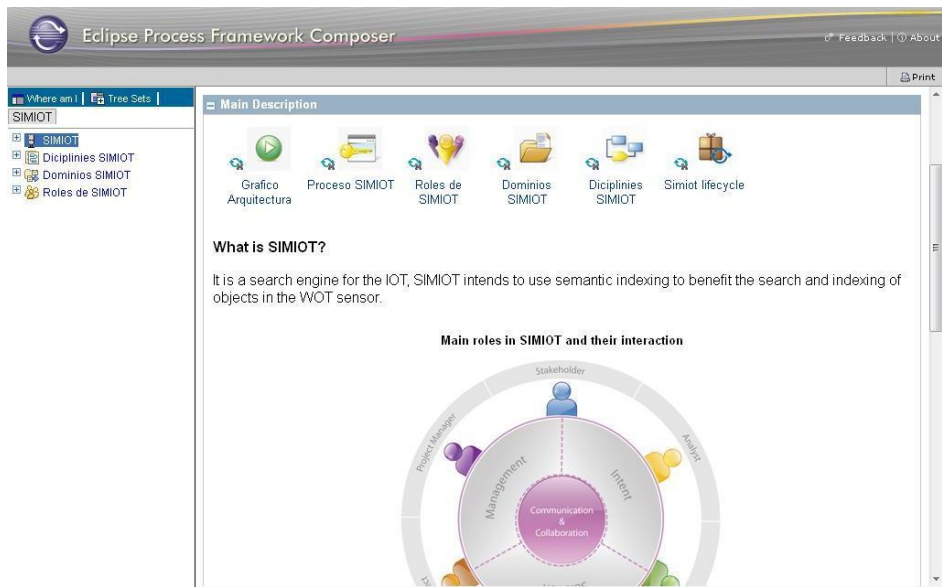 Eclipse Process Framework Composer
Feedback | About
Print
Where am I | Tree Sets |
SIMIOT
SIMIOT
Diciplinies SIMIOT
Dominios SIMIOT
Roles de SIMIOT
Main Description
Grafico Arquitectura
Proceso SIMIOT
Roles de SIMIOT
Dominios SIMIOT
Diciplinies SIMIOT
Simiot lifecycle
What is SIMIOT?
It is a search engine for the IOT, SIMIOT intends to use semantic indexing to benefit the search and indexing of
objects in the WOT sensor.
Main roles in SIMIOT and their interaction
Stakeholder
Project Manager
Analyst
Management
Intent
Communication
&
Collaboration